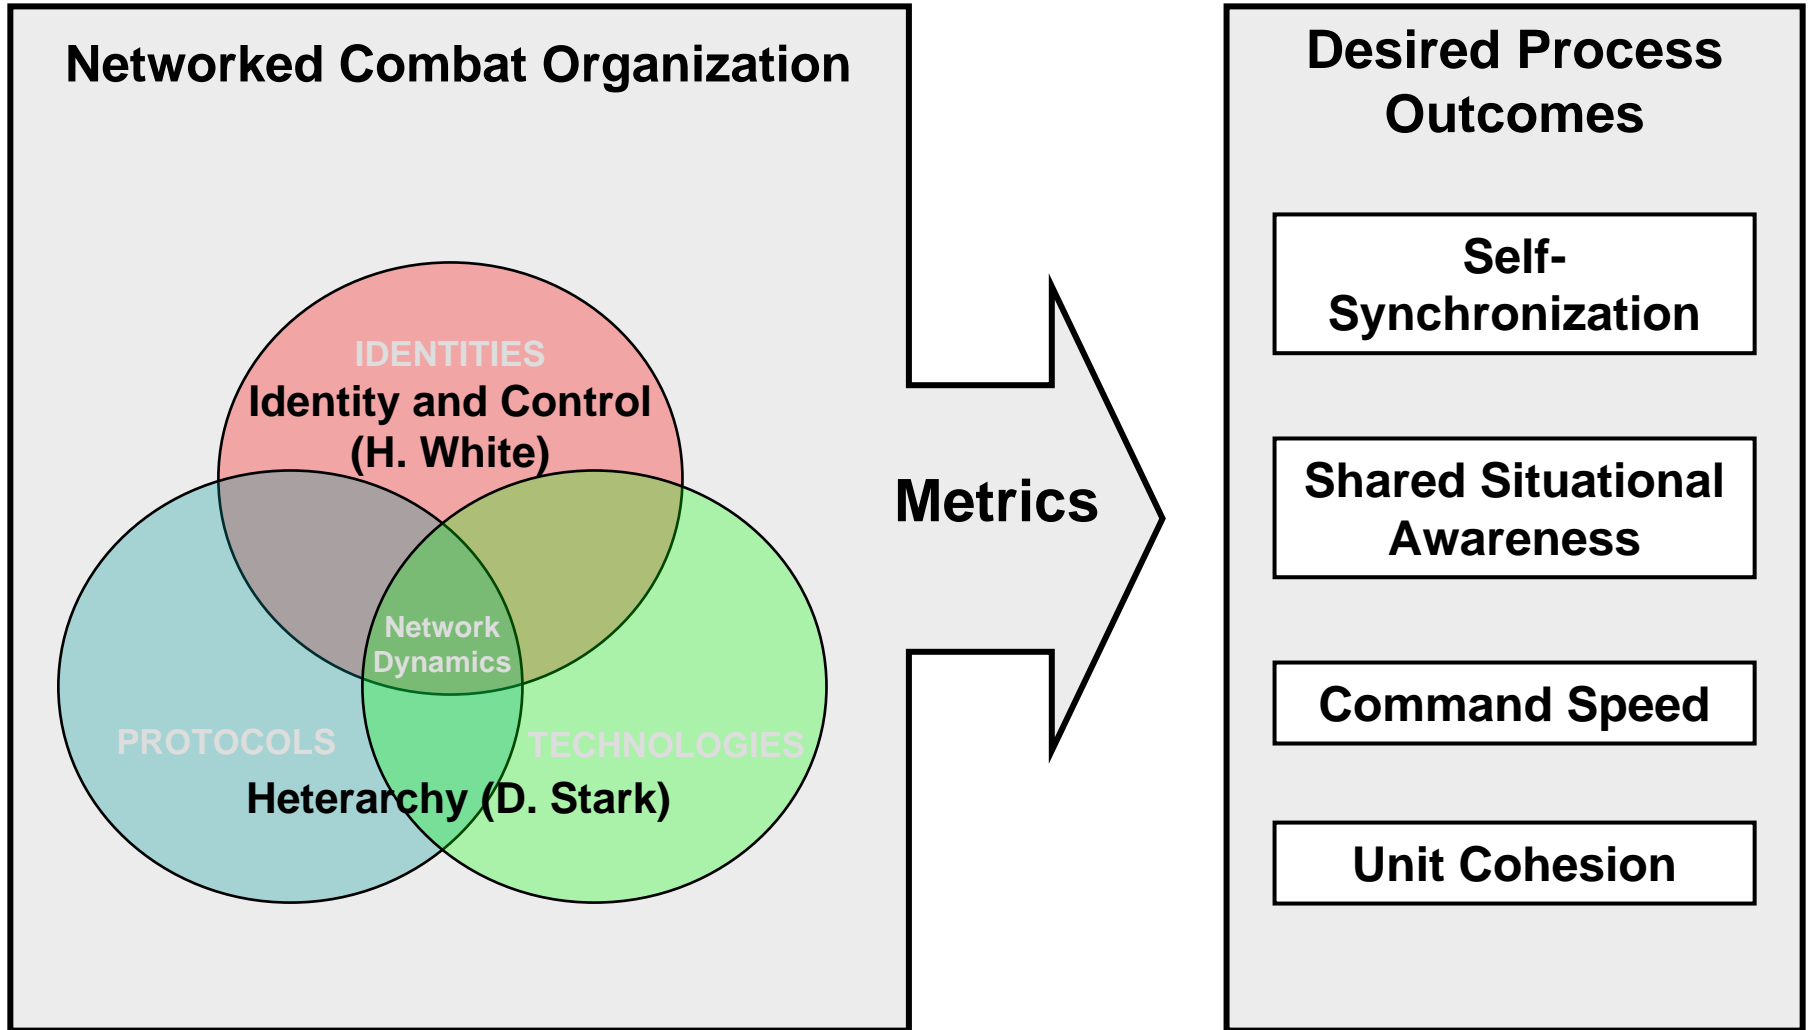 Networked Combat Organization
IDENTITIES
Identity and Control
(H. White)
Network
Dynamics
PROTOCOLS
TECHNOLOGIES
Heterarchy (D. Stark)
Metrics
Desired Process
Outcomes
Self-
Synchronization
Shared Situational
Awareness
Command Speed
Unit Cohesion